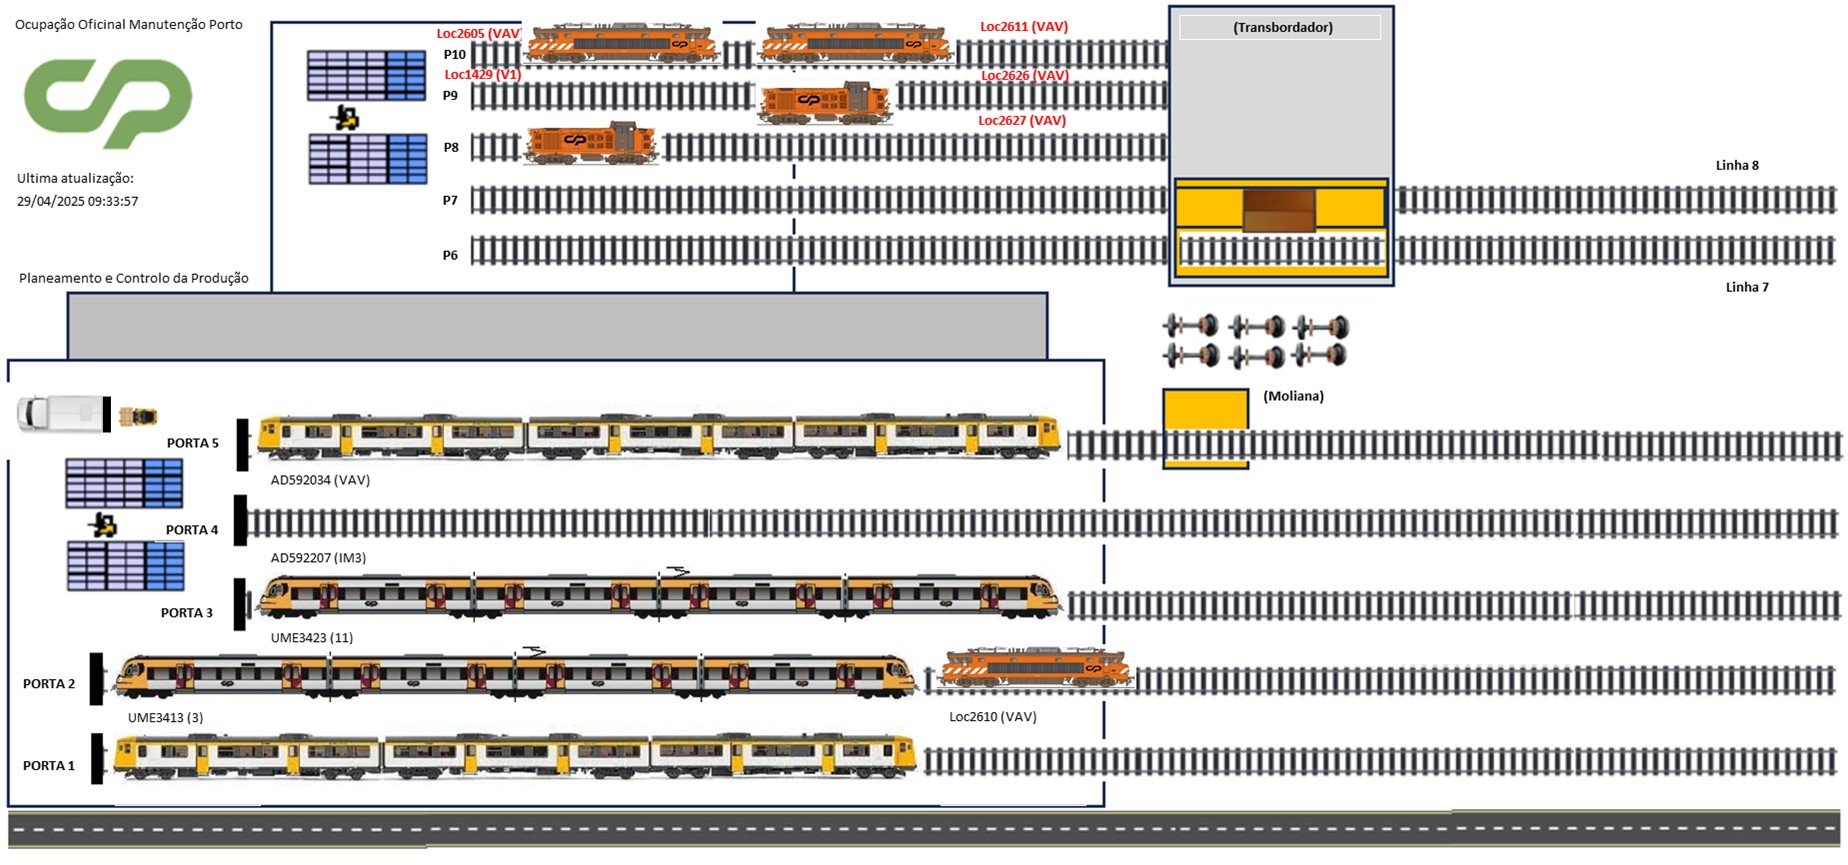 Ocupação Oficinal Manutenção Porto
Ultima atualização:
29/04/2025 09:33:57
Planeamento e Controlo da Produção
Loc2605 (VAV)
Loc2611 (VAV)
P10
Loc1429 (V1)
Loc2626 (VAV)
P9
Loc2627 (VAV)
P8
P7
P6
(Transbordador)
Linha 8
Linha 7
(Moliana)
PORTA 5
AD592034 (VAV)
PORTA 4
AD592207 (IM3)
PORTA 3
UME3423 (11)
PORTA 2
UME3413 (3)
Loc2610 (VAV)
PORTA 1